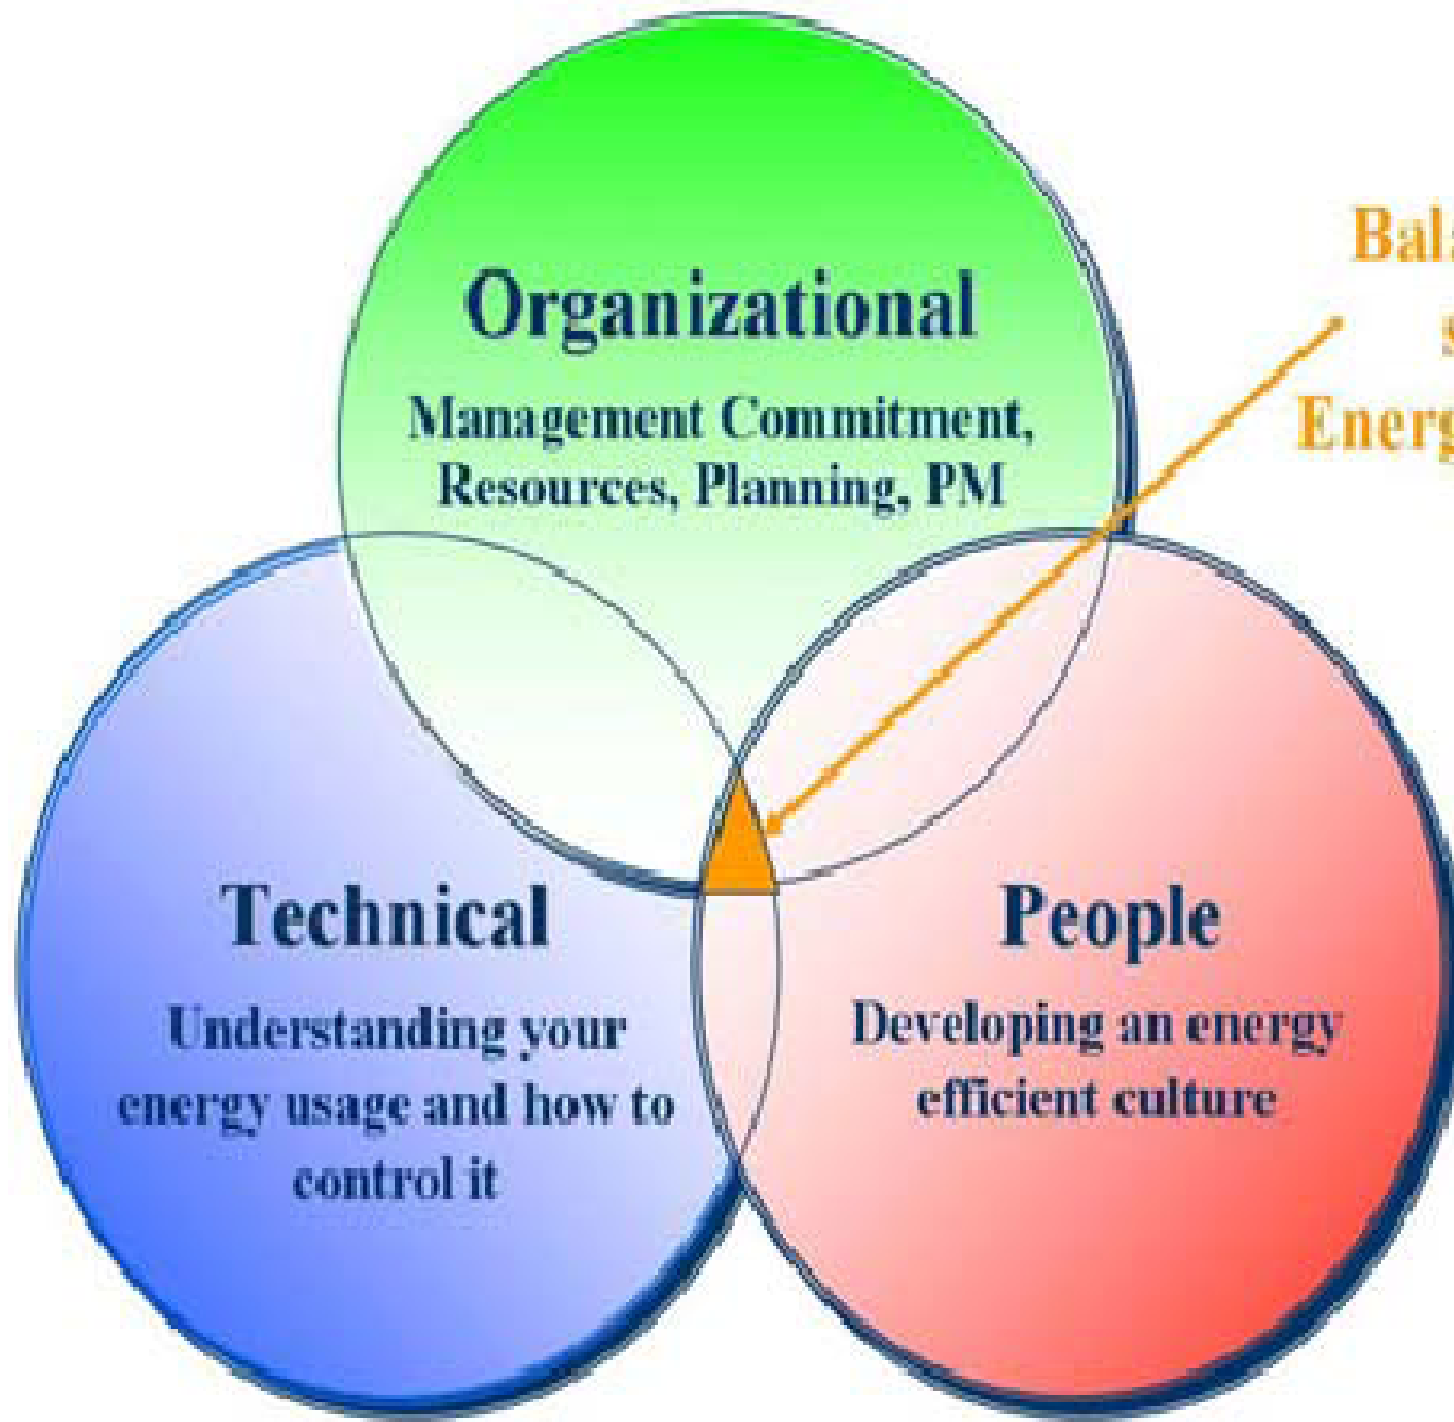 Organizational
Management Commitment,
Resources, Planning, PM
Technical
Understanding your
energy usage and how to
control it
People
Developing an energy
efficient culture